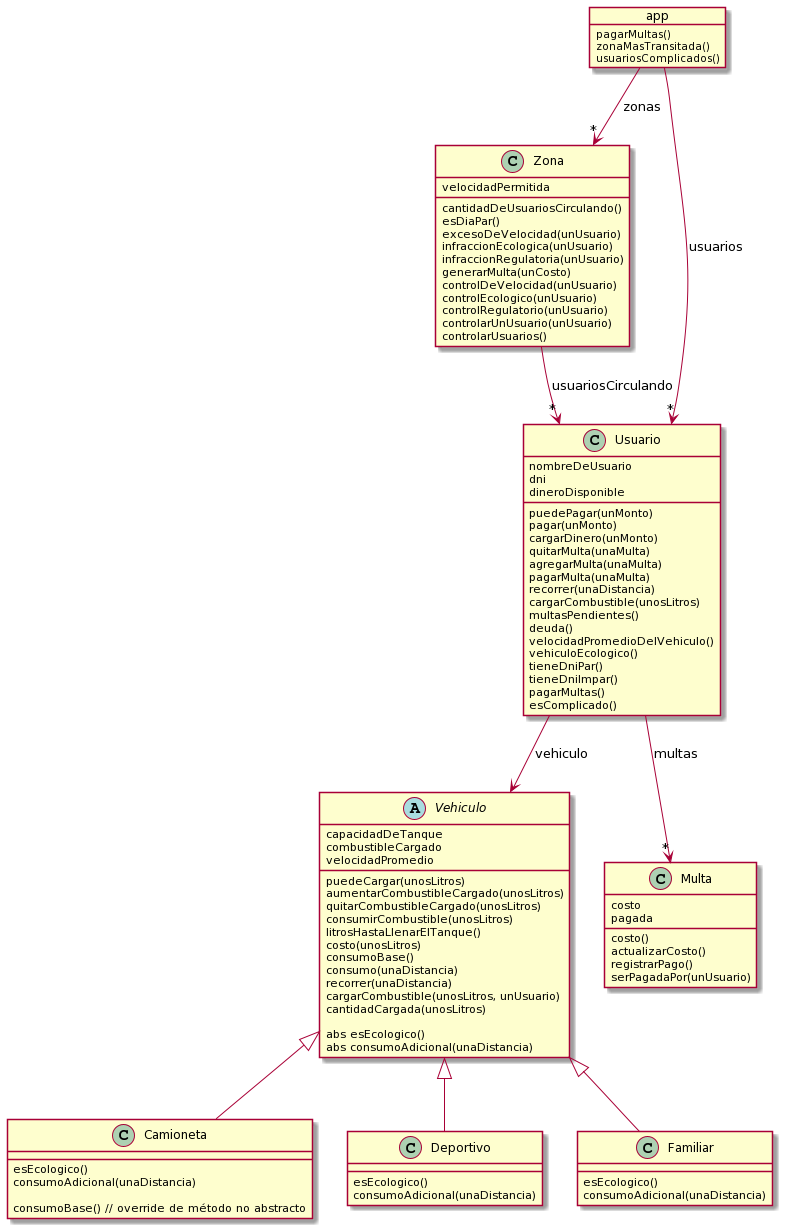 app
pagarMultas()
zonaMasTransitada()
usuariosComplicados()
zonas
*
usuarios
*
C Zona
velocidadPermitida
cantidadDeUsuariosCirculando()
esDiaPar()
excesoDeVelocidad(unUsuario)
infraccionEcologica(unUsuario)
infraccionRegulatoria(unUsuario)
generarMulta(unCosto)
controlDeVelocidad(unUsuario)
controlEcologico(unUsuario)
controlRegulatorio(unUsuario)
controlarUnUsuario(unUsuario)
controlarUsuarios()
usuariosCirculando
*
C Usuario
nombreDeUsuario
dni
dineroDisponible
puedePagar(unMonto)
pagar(unMonto)
cargarDinero(unMonto)
quitarMulta(unaMulta)
agregarMulta(unaMulta)
pagarMulta(unaMulta)
recorrer(unaDistancia)
cargarCombustible(unosLitros)
multasPendientes()
deuda()
velocidadPromedioDelVehiculo()
vehiculoEcologico()
tieneDniPar()
tieneDniImpar()
pagarMultas()
esComplicado()
vehiculo
multas
*
A Vehiculo
capacidadDeTanque
combustibleCargado
velocidadPromedio
puedeCargar(unosLitros)
aumentarCombustibleCargado(unosLitros)
quitarCombustibleCargado(unosLitros)
consumirCombustible(unosLitros)
litrosHastaLlenarElTanque()
costo(unosLitros)
consumoBase()
consumo(unaDistancia)
recorrer(unaDistancia)
cargarCombustible(unosLitros, unUsuario)
cantidadCargada(unosLitros)
abs esEcologico()
abs consumoAdicional(unaDistancia)
C Multa
costo
pagada
costo()
actualizarCosto()
registrarPago()
serPagadaPor(unUsuario)
C Camioneta
esEcologico()
consumoAdicional(unaDistancia)
consumoBase() // override de método no abstracto
C Deportivo
esEcologico()
consumoAdicional(unaDistancia)
C Familiar
esEcologico()
consumoAdicional(unaDistancia)